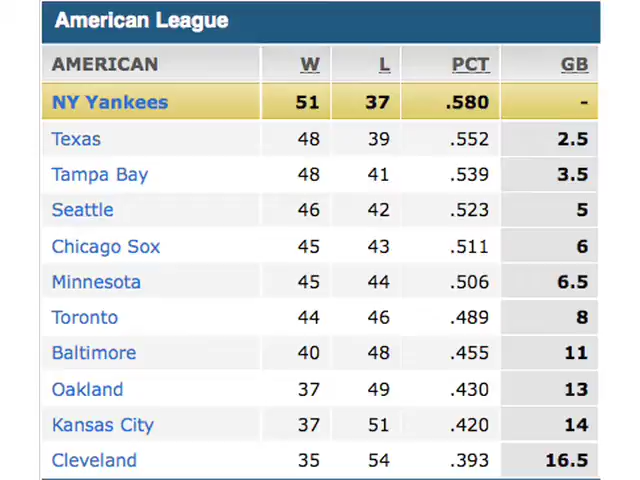 American League
AMERICAN W L PCT GB
NY Yankees 51 37 .580 -
Texas 48 39 .552 2.5
Tampa Bay 48 41 .539 3.5
Seattle 46 42 .523 5
Chicago Sox 45 43 .511 6
Minnesota 45 44 .506 6.5
Toronto 44 46 .489 8
Baltimore 40 48 .455 11
Oakland 37 49 .430 13
Kansas City 37 51 .420 14
Cleveland 35 54 .393 16.5